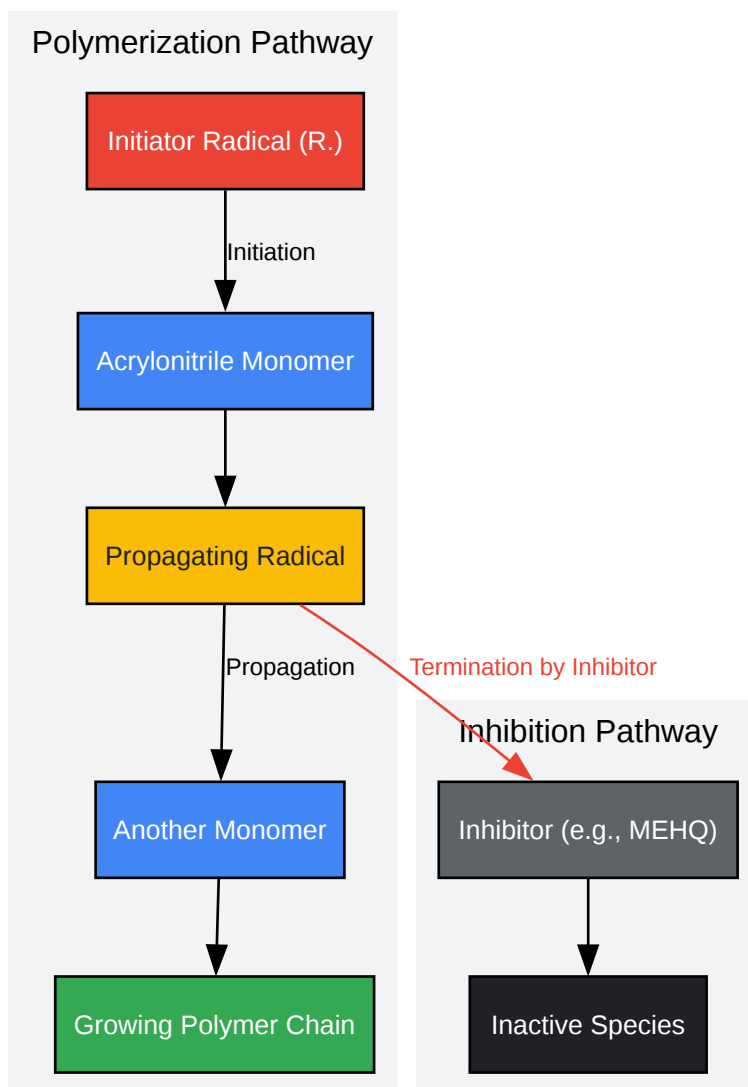 Polymerization Pathway
Initiator Radical (R.)
Initiation
Acrylonitrile Monomer
Propagating Radical
Propagation
Termination by Inhibitor
Inhibition Pathway
Another Monomer
Inhibitor (e.g., MEHQ)
Growing Polymer Chain
Inactive Species